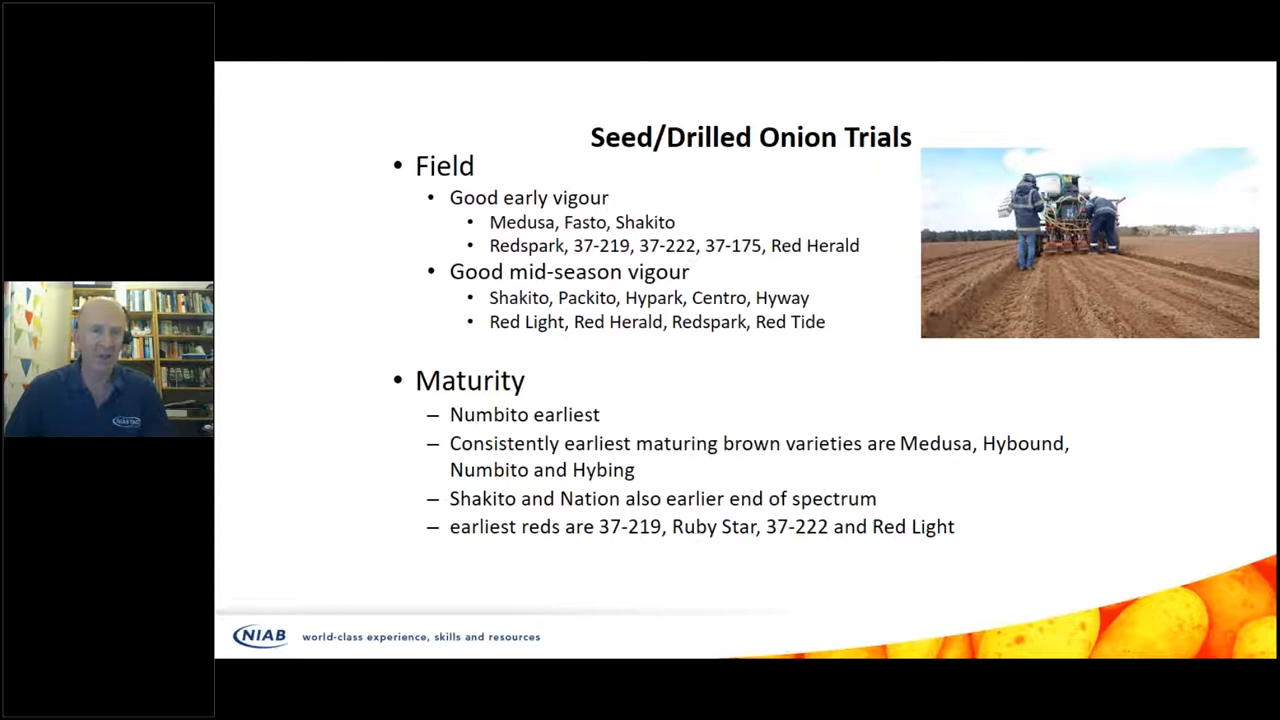 Seed/Drilled Onion Trials
• Field
• Good early vigour
• Medusa, Fasto, Shakito
• Redspark, 37-219, 37-222, 37-175, Red Herald
• Good mid-season vigour
• Shakito, Packito, Hypark, Centro, Hyway
• Red Light, Red Herald, Redspark, Red Tide
• Maturity
– Numbito earliest
– Consistently earliest maturing brown varieties are Medusa, Hybound,
Numbito and Hybing
– Shakito and Nation also earlier end of spectrum
– earliest reds are 37-219, Ruby Star, 37-222 and Red Light
NIAB world-class experience, skills and resources